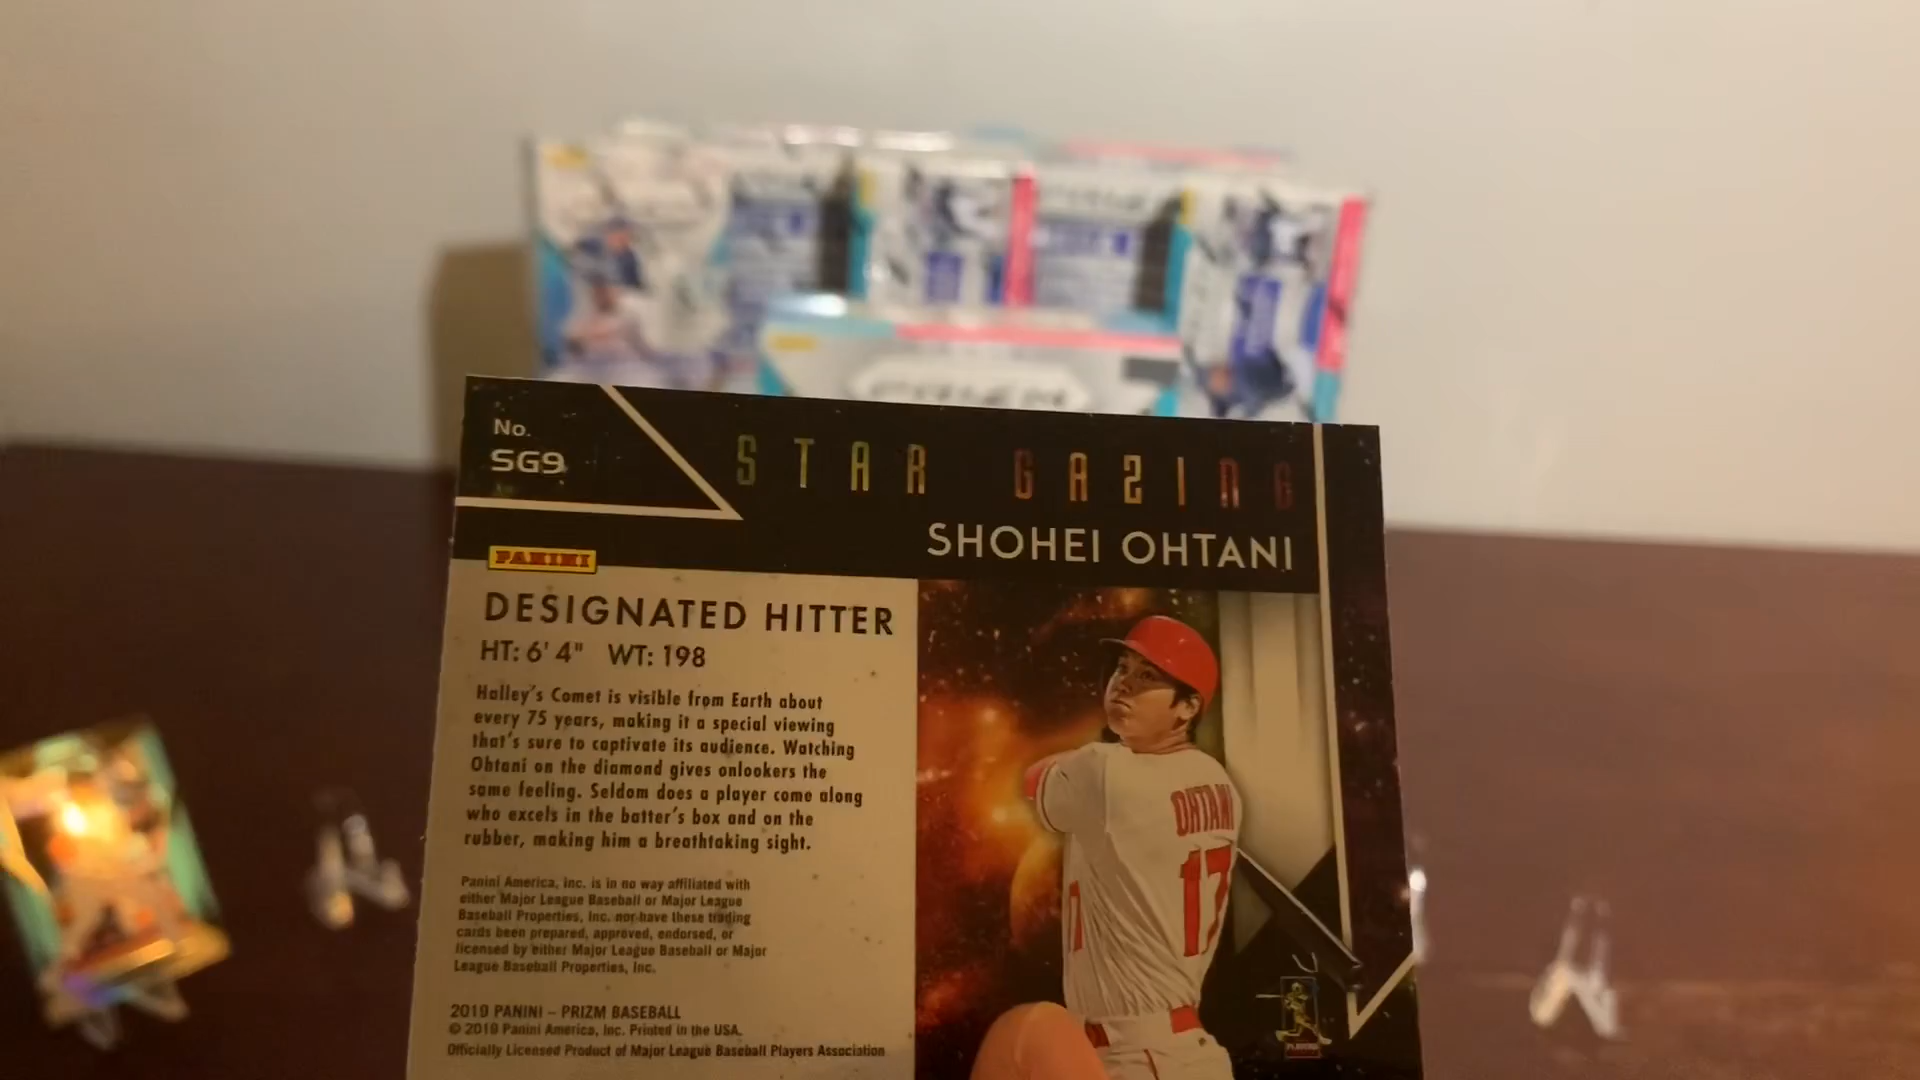 No.
SG9
STAR GAZING
SHOHEI OHTANI
PANINI
DESIGNATED HITTER
HT: 6' 4" WT: 198
Halley's Comet is visible from Earth about
every 75 years, making it a special viewing
that's sure to captivate its audience. Watching
Ohtani on the diamond gives onlookers the
same feeling. Seldom does a player come along
who excels in the batter's box and on the
rubber, making him a breathtaking sight.
Panini America, Inc. is in no way affiliated with
either Major League Baseball or Major League
Baseball Properties, Inc. nor have these trading
cards been prepared, approved, endorsed, or
licensed by either Major League Baseball or Major
League Baseball Properties, Inc.
2019 PANINI – PRIZM BASEBALL
© 2019 Panini America, Inc. Printed in the USA.
Officially Licensed Product of Major League Baseball Players Association
OHTANI
17